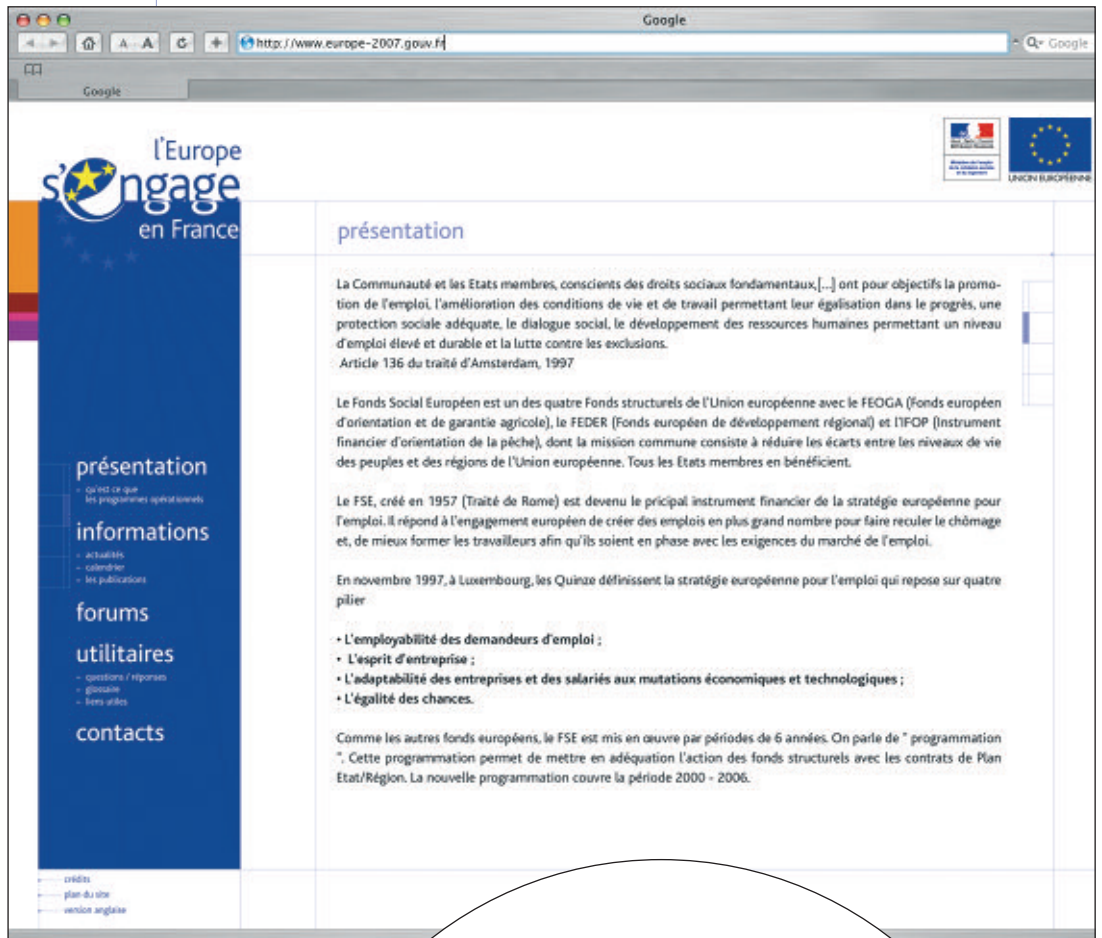 Google
http://www.europe-2007.gouv.fr
Google
Google
l'Europe
s'engage
en France
UNION EUROPÉENNE
présentation
La Communauté et les Etats membres, conscients des droits sociaux fondamentaux,[...] ont pour objectifs la promo-
tion de l'emploi, l'amélioration des conditions de vie et de travail permettant leur égalisation dans le progrès, une
protection sociale adéquate, le dialogue social, le développement des ressources humaines permettant un niveau
d'emploi élevé et durable et la lutte contre les exclusions.
Article 136 du traité d'Amsterdam, 1997
Le Fonds Social Européen est un des quatre Fonds structurels de l'Union européenne avec le FEOGA (Fonds européen
d'orientation et de garantie agricole), le FEDER (Fonds européen de développement régional) et l'IFOP (Instrument
financier d'orientation de la pêche), dont la mission commune consiste à réduire les écarts entre les niveaux de vie
des peuples et des régions de l'Union européenne. Tous les Etats membres en bénéficient.
Le FSE, créé en 1957 (Traité de Rome) est devenu le pricipal instrument financier de la stratégie européenne pour
l'emploi. Il répond à l'engagement européen de créer des emplois en plus grand nombre pour faire reculer le chômage
et, de mieux former les travailleurs afin qu'ils soient en phase avec les exigences du marché de l'emploi.
En novembre 1997, à Luxembourg, les Quinze définissent la stratégie européenne pour l'emploi qui repose sur quatre
pilier
• L'employabilité des demandeurs d'emploi ;
• L'esprit d'entreprise ;
• L'adaptabilité des entreprises et des salariés aux mutations économiques et technologiques ;
• L'égalité des chances.
Comme les autres fonds européens, le FSE est mis en œuvre par périodes de 6 années. On parle de " programmation
". Cette programmation permet de mettre en adéquation l'action des fonds structurels avec les contrats de Plan
Etat/Région. La nouvelle programmation couvre la période 2000 - 2006.
présentation
- qu'est ce que
les programmes opérationnels
informations
- actualités
- calendrier
- les publications
forums
utilitaires
- questions / réponses
- glossaire
- liens utiles
contacts
crédits
plan du site
version anglaise